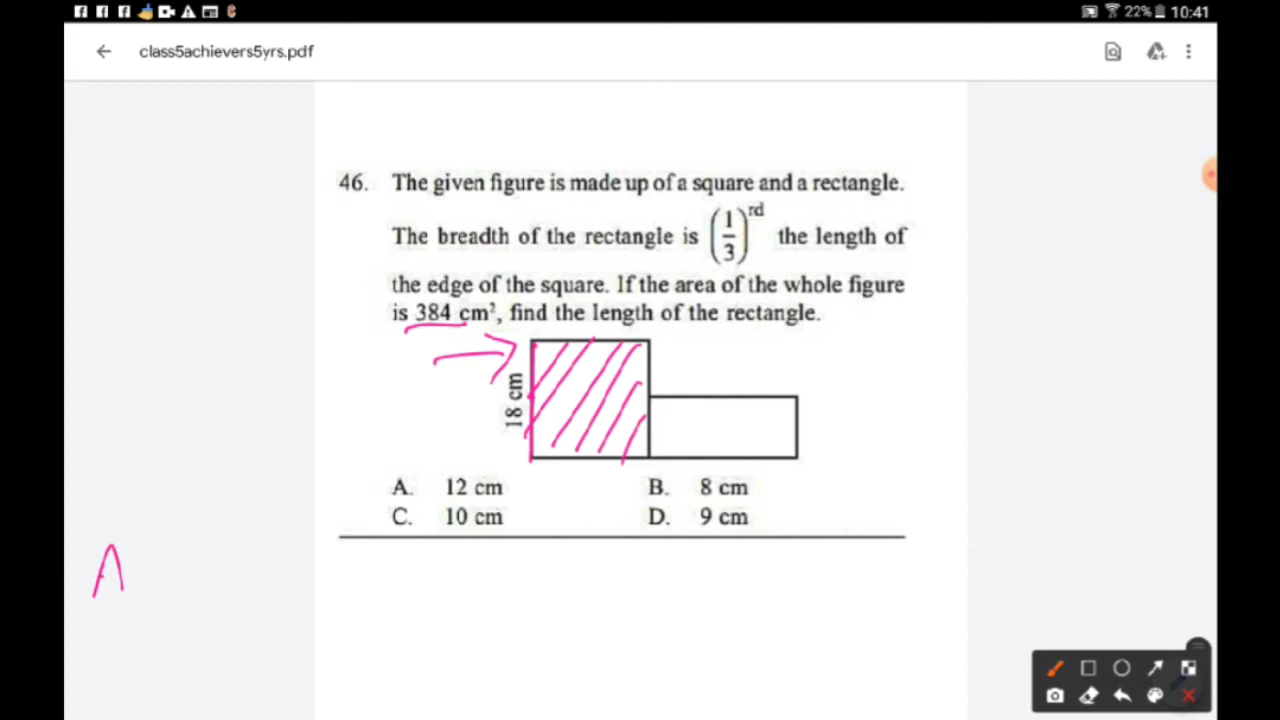 22% 10:41
class5achievers5yrs.pdf
46. The given figure is made up of a square and a rectangle.
The breadth of the rectangle is (1/3)rd the length of
the edge of the square. If the area of the whole figure
is 384 cm², find the length of the rectangle.
18 cm
A. 12 cm B. 8 cm
C. 10 cm D. 9 cm
A